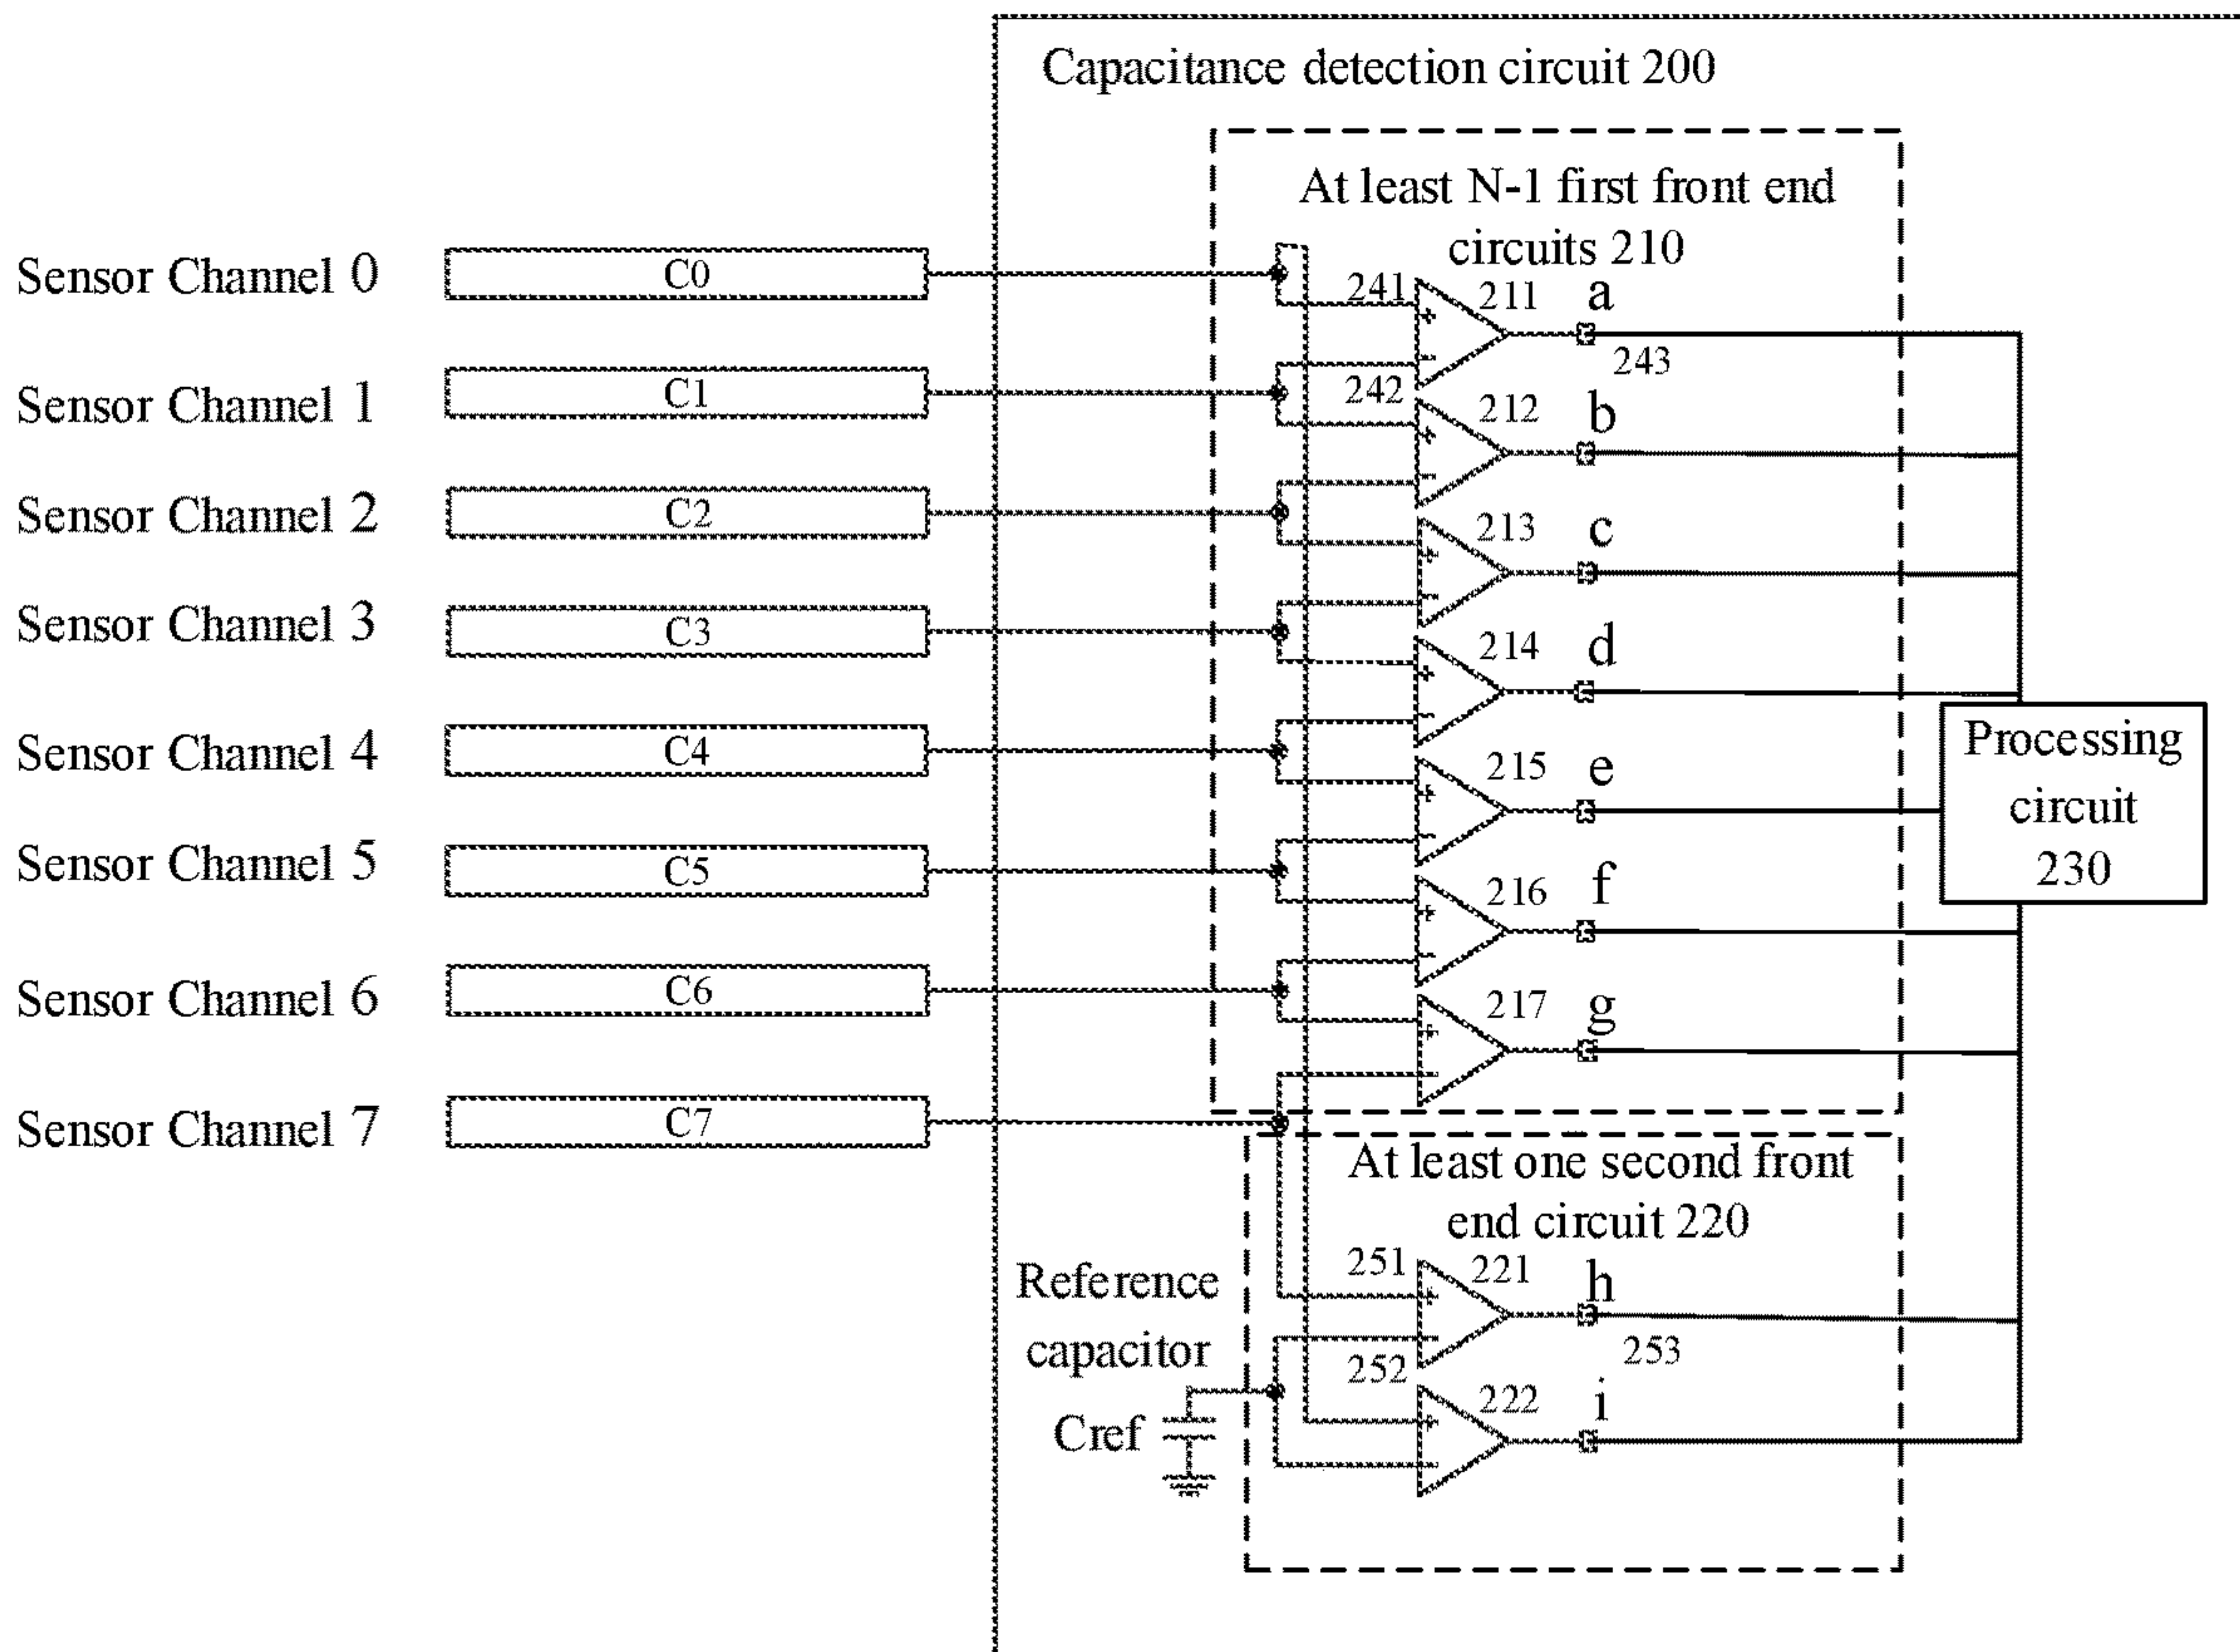 Capacitance detection circuit 200
At least N-1 first front end
circuits 210
Sensor Channel 0
C0
241
211
a
243
Sensor Channel 1
C1
242
212
b
Sensor Channel 2
C2
213
c
Sensor Channel 3
C3
214
d
Sensor Channel 4
C4
215
e
Processing
circuit
230
Sensor Channel 5
C5
216
f
Sensor Channel 6
C6
217
g
Sensor Channel 7
C7
At least one second front
end circuit 220
Reference
capacitor
Cref
251
221
h
253
252
222
i